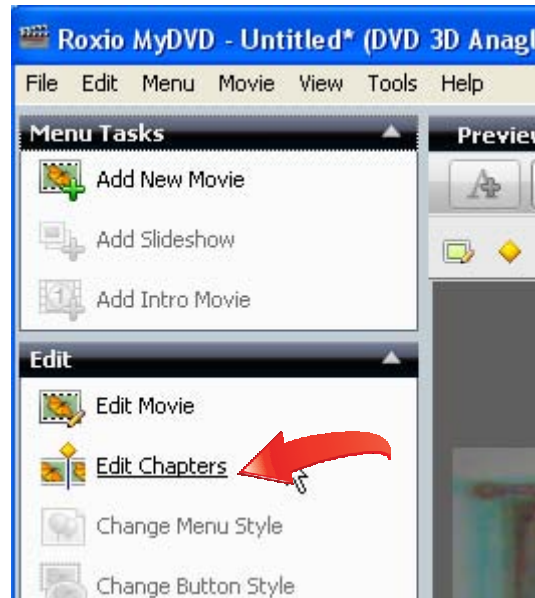 Roxio MyDVD - Untitled* (DVD 3D Anagl
File Edit Menu Movie View Tools Help
Menu Tasks
Previe
Add New Movie
Add Slideshow
Add Intro Movie
Edit
Edit Movie
Edit Chapters
Change Menu Style
Change Button Style